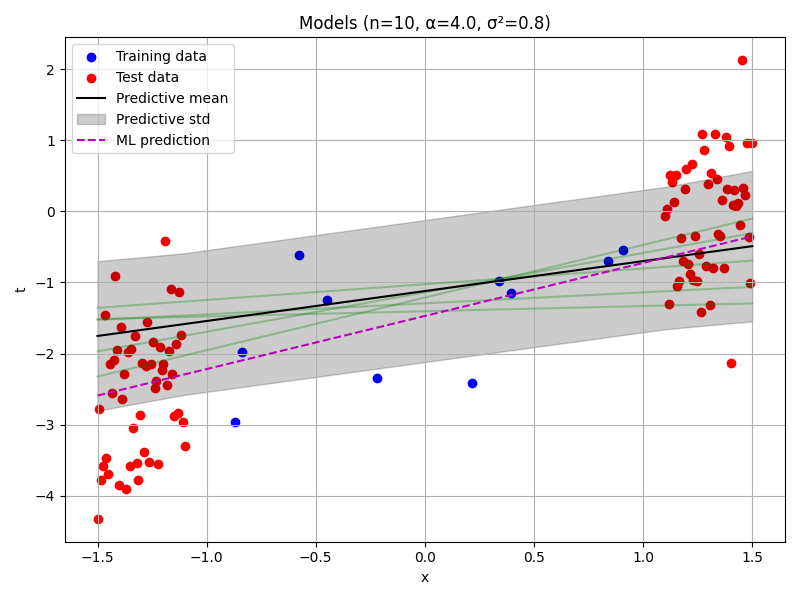 Models (n=10, α=4.0, σ²=0.8)
Training data
Test data
Predictive mean
Predictive std
ML prediction
t
2
1
0
−1
−2
−3
−4
−1.5 −1.0 −0.5 0.0 0.5 1.0 1.5
x